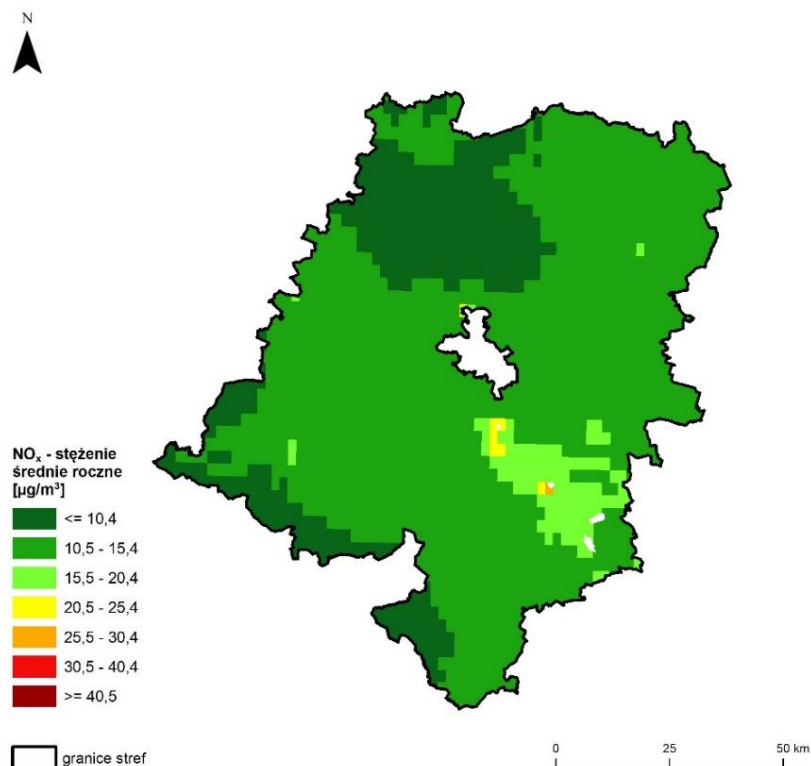 N
NOₓ - stężenie
średnie roczne
[µg/m³]
<= 10,4
10,5 - 15,4
15,5 - 20,4
20,5 - 25,4
25,5 - 30,4
30,5 - 40,4
>= 40,5
granice stref
0 25 50 km